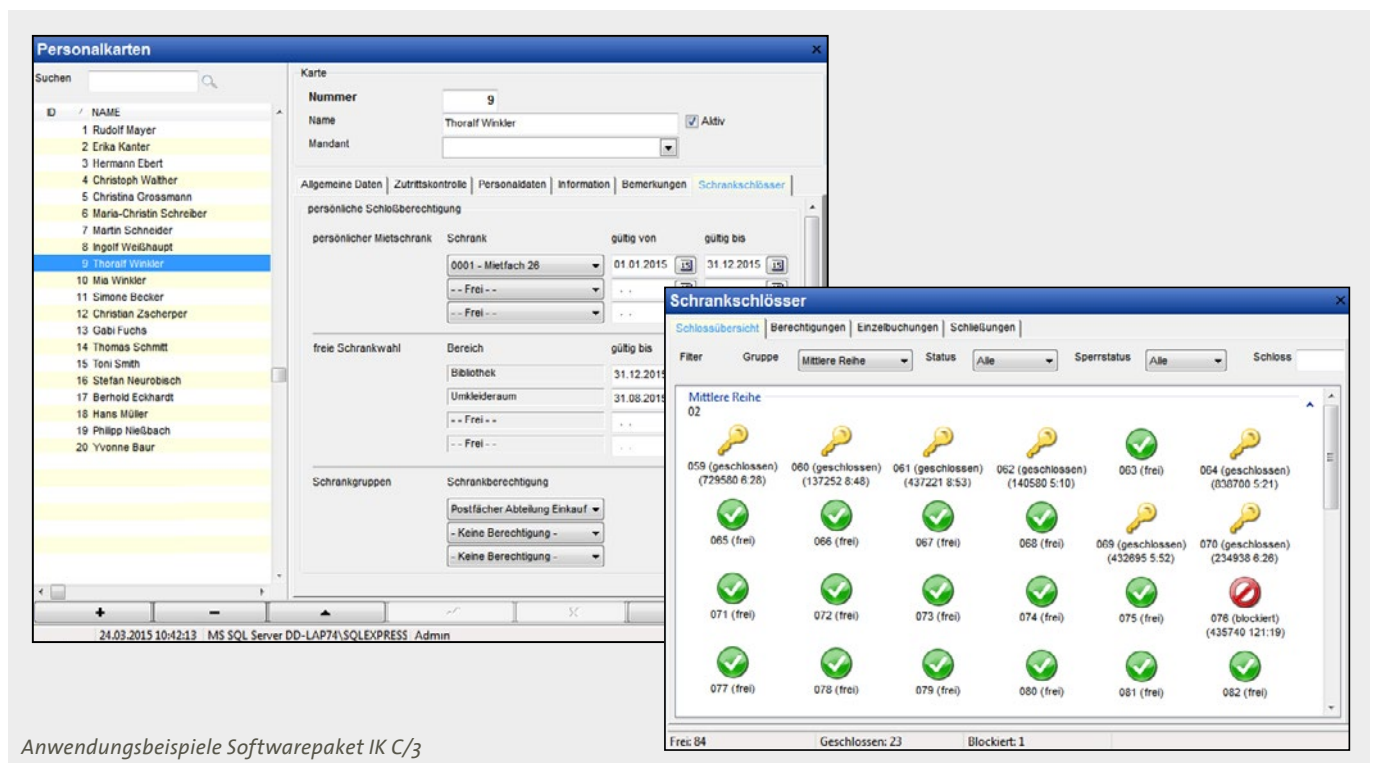 Personalkarten
Suchen
ID / NAME
1 Rudolf Mayer
2 Erika Kanter
3 Hermann Ebert
4 Christoph Walther
5 Christina Grossmann
6 Maria-Christin Schreiber
7 Martin Schneider
8 Ingolf Weißhaupt
9 Thoralf Winkler
10 Mia Winkler
11 Simone Becker
12 Christian Zscherper
13 Gabi Fuchs
14 Thomas Schmitt
15 Toni Smith
16 Stefan Neurobisch
17 Berhold Eckhardt
18 Hans Müller
19 Philipp Nießbach
20 Yvonne Baur
Karte
Nummer 9
Name Thoralf Winkler Aktiv
Mandant
Allgemeine Daten Zutrittskontrolle Personaldaten Information Bemerkungen Schrankschlösser
persönliche Schloßberechtigung
persönlicher Mietschrank Schrank gültig von gültig bis
0001 - Mietfach 26 01.01.2015 15 31.12.2015 15
- - Frei - - . .
- - Frei - - . .
freie Schrankwahl Bereich gültig bis
Bibliothek 31.12.2015
Umkleideraum 31.08.2015
- - Frei - - . .
- - Frei - - . .
Schrankgruppen Schrankberechtigung
Postfächer Abteilung Einkauf
- Keine Berechtigung -
- Keine Berechtigung -
24.03.2015 10:42:13 MS SQL Server DD-LAP74\SQLEXPRESS Admin
Schrankschlösser
Schlossübersicht Berechtigungen Einzelbuchungen Schließungen
Filter Gruppe Mittlere Reihe Status Alle Sperrstatus Alle Schloss
Mittlere Reihe
02
059 (geschlossen) 060 (geschlossen) 061 (geschlossen) 062 (geschlossen) 063 (frei) 064 (geschlossen)
(729580 6:28) (137252 8:48) (437221 8:53) (140580 5:10) (838700 5:21)
065 (frei) 066 (frei) 067 (frei) 068 (frei) 069 (geschlossen) 070 (geschlossen)
(432695 5:52) (234938 6:26)
071 (frei) 072 (frei) 073 (frei) 074 (frei) 075 (frei) 076 (blockiert)
(435740 121:19)
077 (frei) 078 (frei) 079 (frei) 080 (frei) 081 (frei) 082 (frei)
Frei: 84 Geschlossen: 23 Blockiert: 1
Anwendungsbeispiele Softwarepaket IK C/3